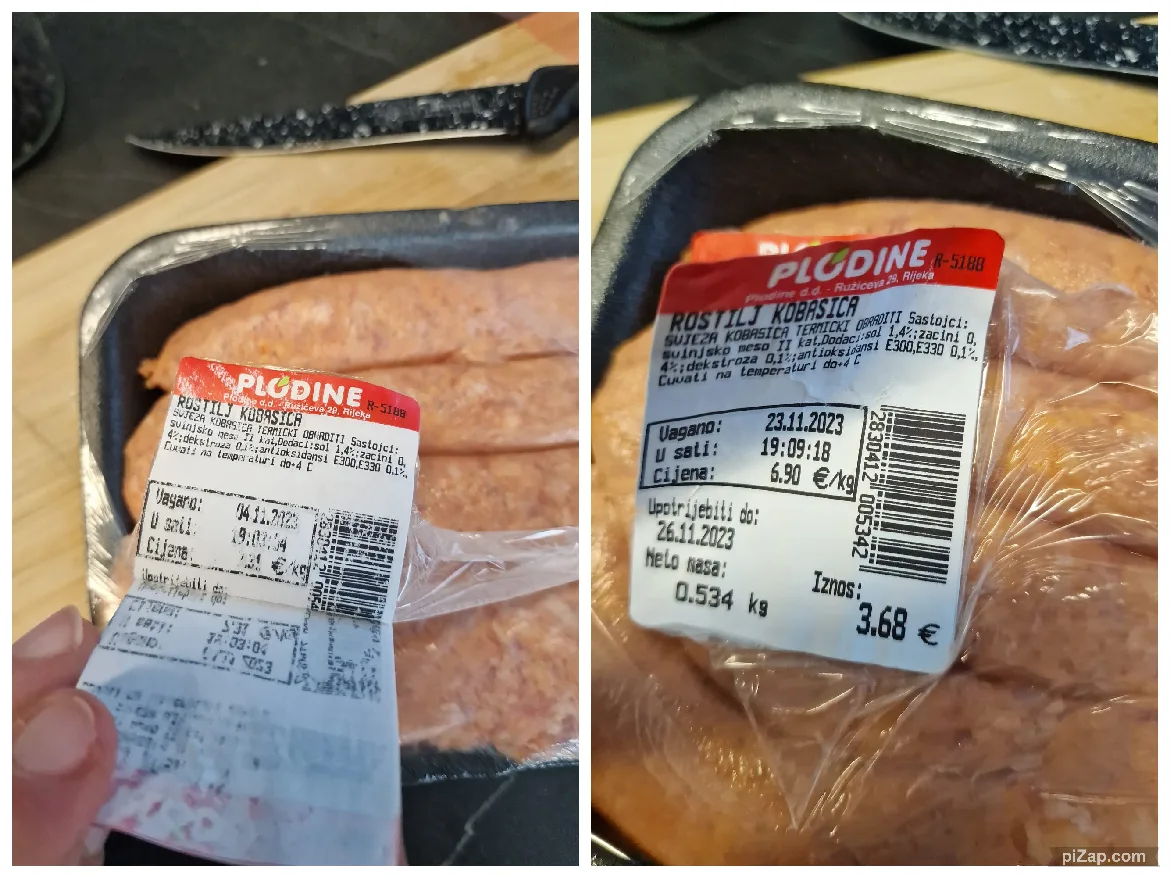 PLODINE
Plodine d.d. - Ružićeva 29, Rijeka
R-5188
ROSTILJ KOBASICA
SVJEZA KOBASICA TERMICKI OBRADITI Sastojci:
svinjsko meso II kat,Dodaci:sol 1,4%;zacini 0,
4%;dekstroza 0,1%;antioksidansi E300,E330 0,1%,
Cuvati na temperaturi do+4 C
Vagano: 04.11.2023
U sati:
Cijena: €/kg
Upotrijebiti do:
PLODINE
R-5188
Plodine d.d. - Ružićeva 29, Rijeka
ROSTILJ KOBASICA
SVJEZA KOBASICA TERMICKI OBRADITI Sastojci:
svinjsko meso II kat,Dodaci:sol 1,4%;zacini 0,
4%;dekstroza 0,1%;antioksidansi E300,E330 0,1%,
Cuvati na temperaturi do+4 C
Vagano: 23.11.2023
U sati: 19:09:18
Cijena: 6.90 €/kg
2830412 005342
Upotrijebiti do:
26.11.2023
Neto masa:
0.534 kg
Iznos:
3.68 €
piZap.com